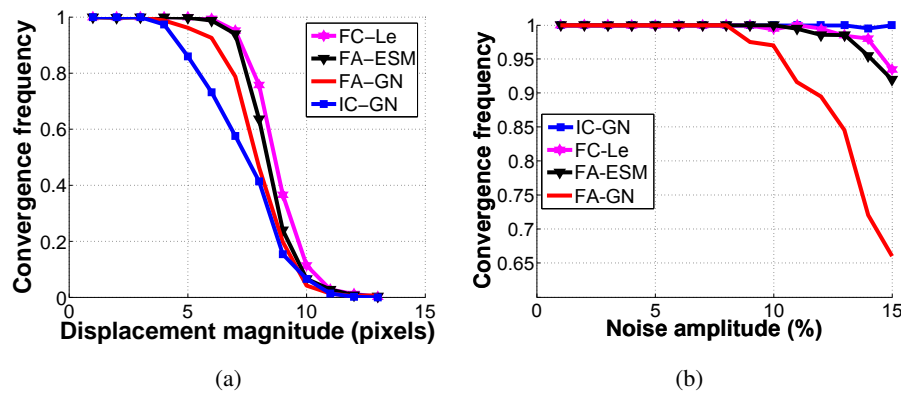 Convergence frequency
1
0.8
0.6
0.4
0.2
0
0
5
10
15
Displacement magnitude (pixels)
FC–Le
FA–ESM
FA–GN
IC–GN
(a)
Convergence frequency
1
0.95
0.9
0.85
0.8
0.75
0.7
0.65
0
5
10
15
Noise amplitude (%)
IC-GN
FC-Le
FA-ESM
FA-GN
(b)